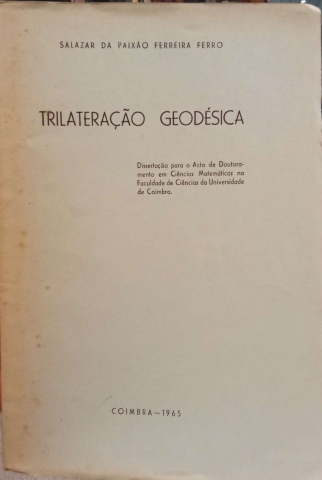 SALAZAR DA PAIXÃO FERREIRA FERRO
TRILATERAÇÃO GEODÉSICA
Dissertação para o Acto de Doutora-
mento em Ciências Matemáticas na
Faculdade de Ciências da Universidade
de Coimbra.
COIMBRA—1965